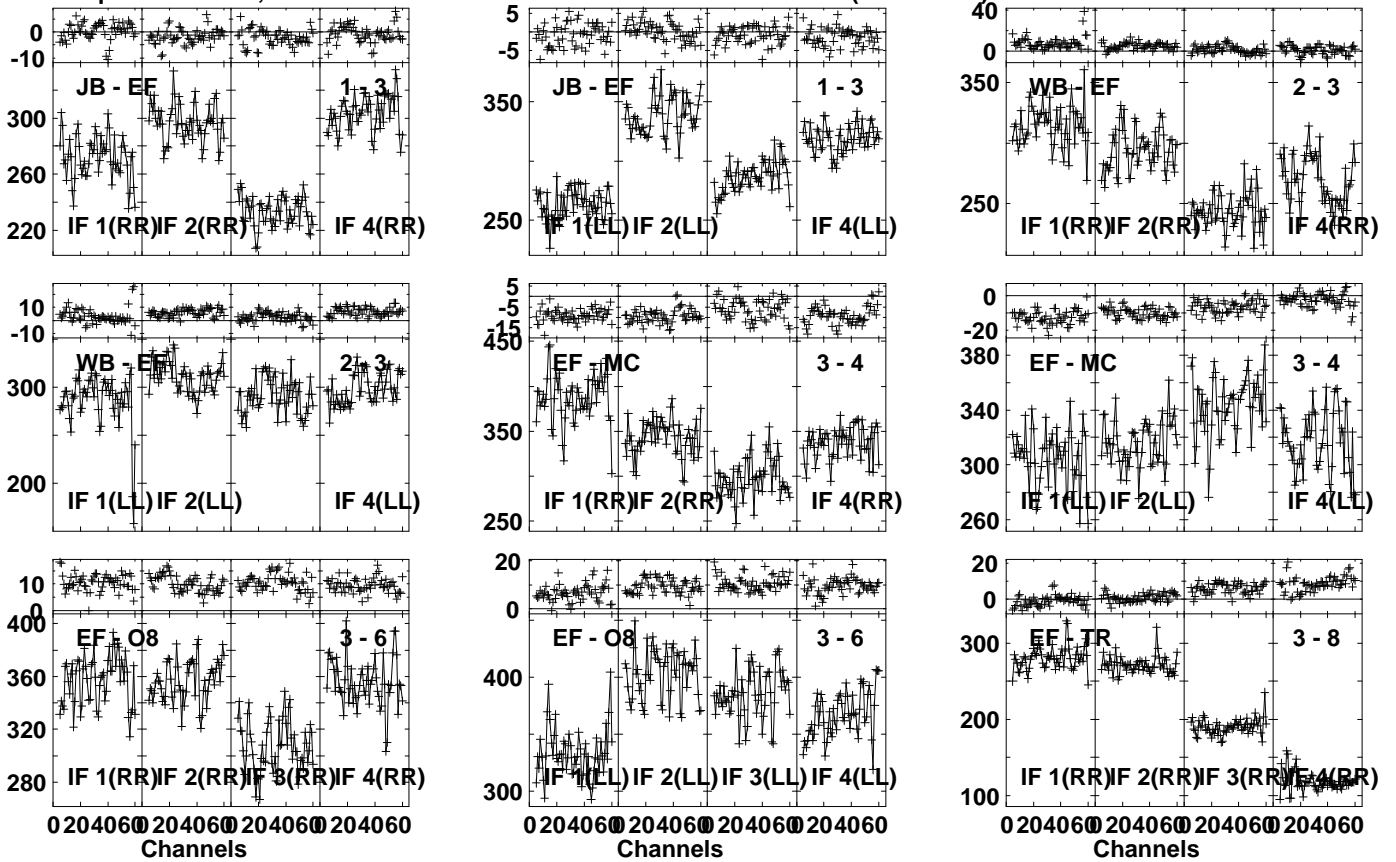 0 5 40
-10 -5 0
JB - EF 1 - 3 JB - EF 1 - 3 WB - EF 2 - 3
300 350 350
260
220 250 250
IF 1(RR) IF 2(RR) IF 4(RR) IF 1(LL) IF 2(LL) IF 4(LL) IF 1(RR) IF 2(RR) IF 4(RR)
10 5 0
-10 -5 -20
-15
WB - EF 2 - 3 EF - MC 3 - 4 EF - MC 3 - 4
450 380
300 350 340
300
200 250 260
IF 1(LL) IF 2(LL) IF 4(LL) IF 1(RR) IF 2(RR) IF 4(RR) IF 1(LL) IF 2(LL) IF 4(LL)
10 20 20
0 0 0
EF - O8 3 - 6 EF - O8 3 - 6 EF - TR 3 - 8
400 400 300
360
320 200
280 300 100
IF 1(RR) IF 2(RR) IF 3(RR) IF 4(RR) IF 1(LL) IF 2(LL) IF 3(LL) IF 4(LL) IF 1(RR) IF 2(RR) IF 3(RR) IF 4(RR)
0 204060 0 204060 0 204060 0 204060 0 204060 0 204060 0 204060 0 204060 0 204060 0 204060 0 204060 0 204060
Channels Channels Channels